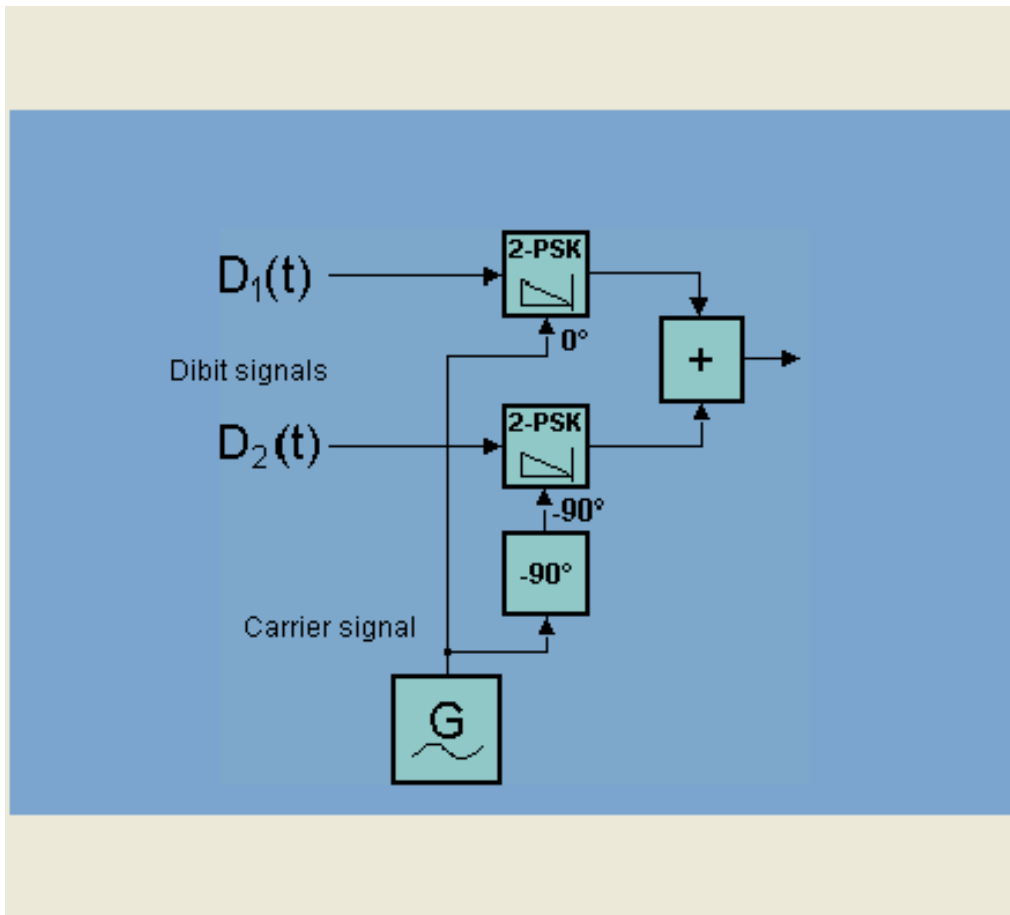 2-PSK
D₁(t)
0°
+
Dibit signals
2-PSK
D₂(t)
-90°
-90°
Carrier signal
G